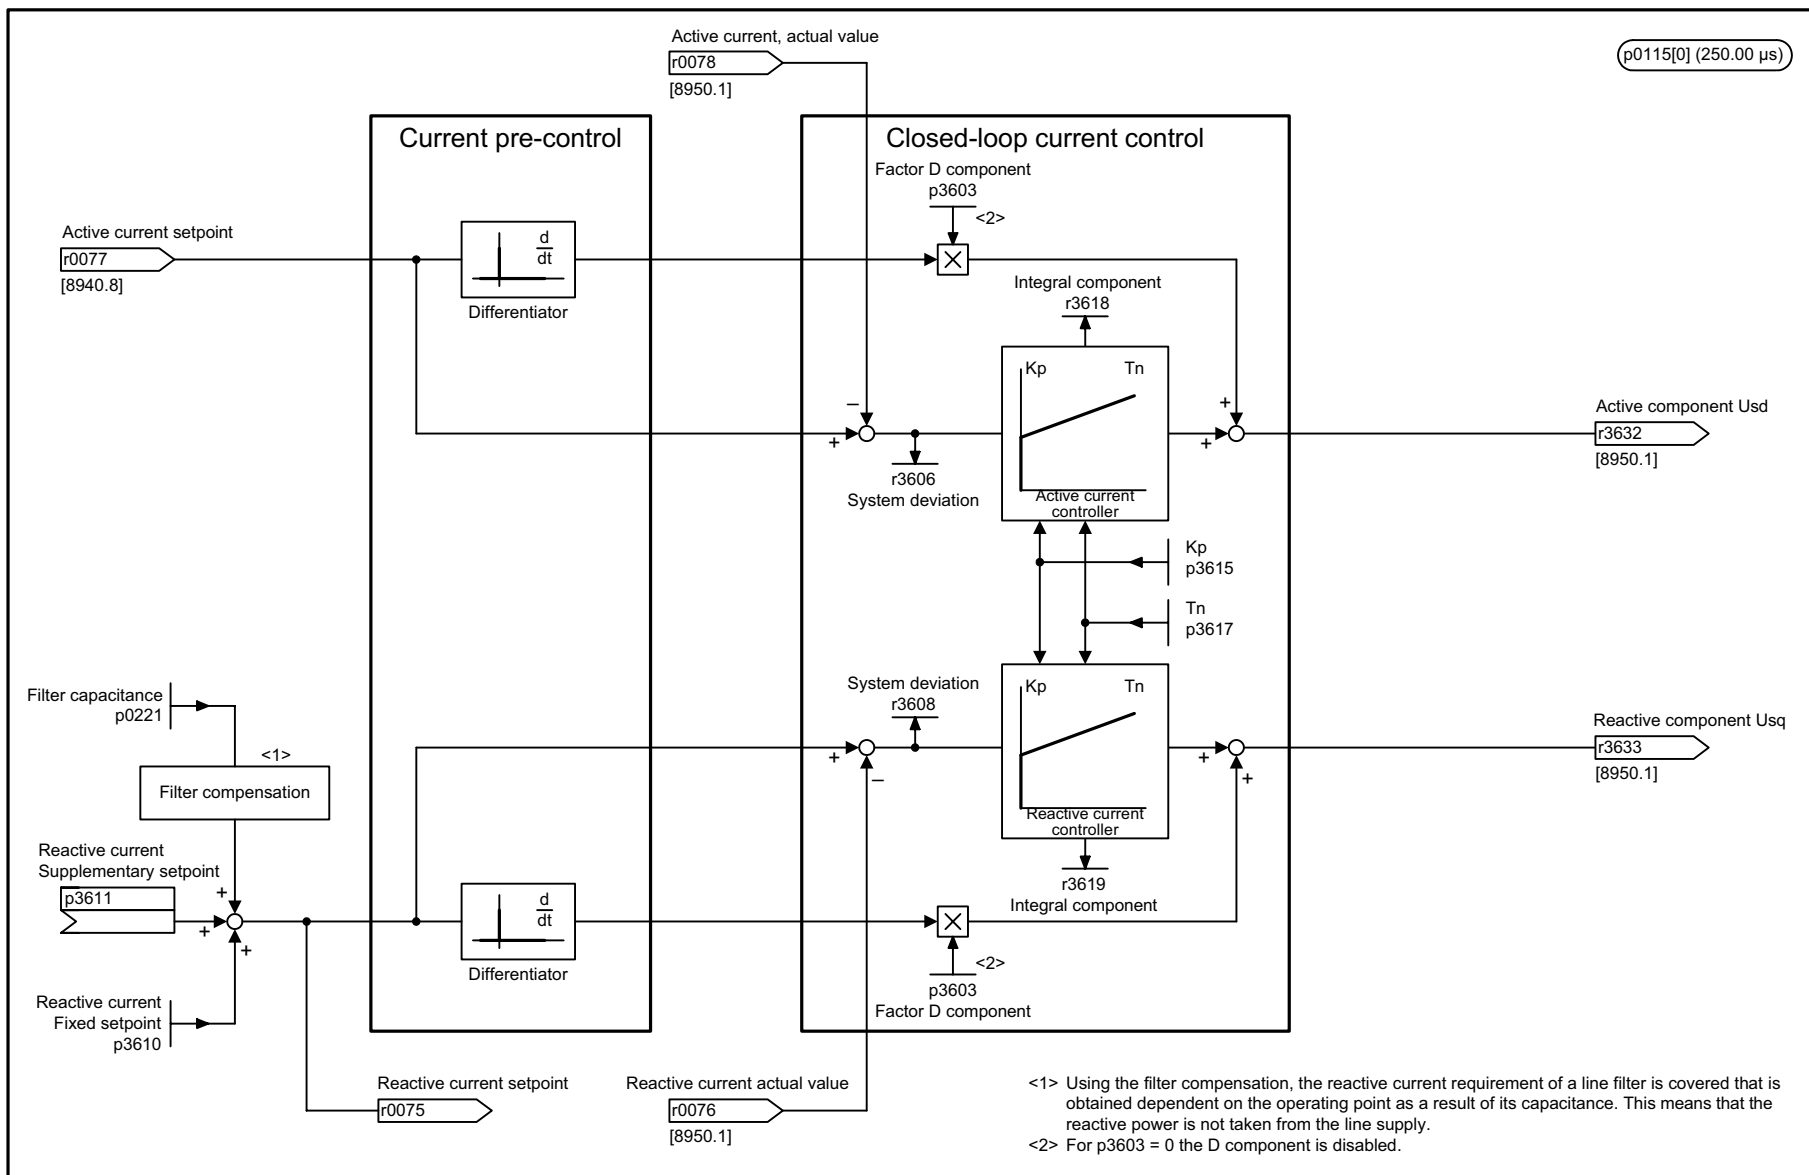 Active current, actual value
r0078
[8950.1]
p0115[0] (250.00 µs)
Current pre-control
Closed-loop current control
Factor D component
p3603
<2>
Active current setpoint
r0077
[8940.8]
d
dt
Differentiator
×
Integral component
r3618
Kp
Tn
Active current
controller
–
+
r3606
System deviation
+
+
Active component Usd
r3632
[8950.1]
Kp
p3615
Tn
p3617
Filter capacitance
p0221
<1>
Filter compensation
System deviation
r3608
+
–
Kp
Tn
Reactive current
controller
+
+
Reactive component Usq
r3633
[8950.1]
Reactive current
Supplementary setpoint
p3611
+
+
+
r3619
Integral component
d
dt
Differentiator
×
<2>
p3603
Factor D component
Reactive current
Fixed setpoint
p3610
Reactive current setpoint
r0075
Reactive current actual value
r0076
[8950.1]
<1> Using the filter compensation, the reactive current requirement of a line filter is covered that is
obtained dependent on the operating point as a result of its capacitance. This means that the
reactive power is not taken from the line supply.
<2> For p3603 = 0 the D component is disabled.